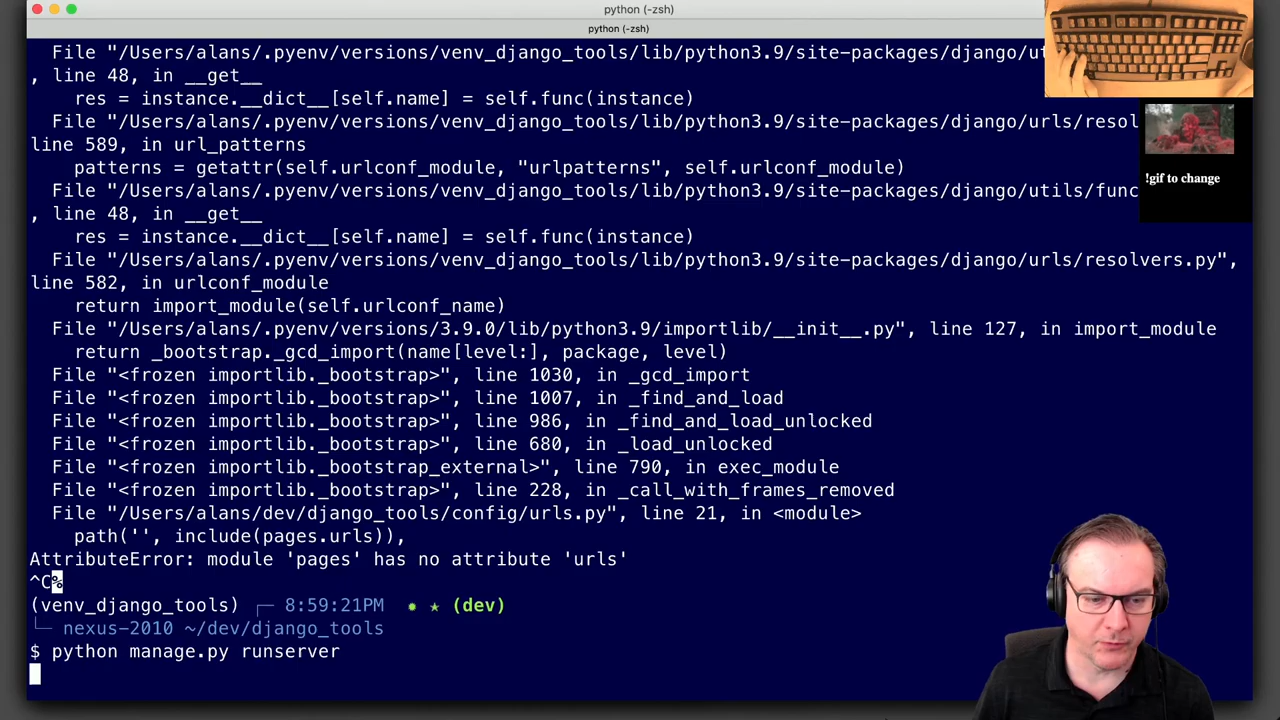 python (-zsh)
python (-zsh)
File "/Users/alans/.pyenv/versions/venv_django_tools/lib/python3.9/site-packages/django/ut
, line 48, in __get__
res = instance.__dict__[self.name] = self.func(instance)
File "/Users/alans/.pyenv/versions/venv_django_tools/lib/python3.9/site-packages/django/urls/resol
line 589, in url_patterns
patterns = getattr(self.urlconf_module, "urlpatterns", self.urlconf_module)
File "/Users/alans/.pyenv/versions/venv_django_tools/lib/python3.9/site-packages/django/utils/func
, line 48, in __get__
res = instance.__dict__[self.name] = self.func(instance)
File "/Users/alans/.pyenv/versions/venv_django_tools/lib/python3.9/site-packages/django/urls/resolvers.py",
line 582, in urlconf_module
return import_module(self.urlconf_name)
File "/Users/alans/.pyenv/versions/3.9.0/lib/python3.9/importlib/__init__.py", line 127, in import_module
return _bootstrap._gcd_import(name[level:], package, level)
File "<frozen importlib._bootstrap>", line 1030, in _gcd_import
File "<frozen importlib._bootstrap>", line 1007, in _find_and_load
File "<frozen importlib._bootstrap>", line 986, in _find_and_load_unlocked
File "<frozen importlib._bootstrap>", line 680, in _load_unlocked
File "<frozen importlib._bootstrap_external>", line 790, in exec_module
File "<frozen importlib._bootstrap>", line 228, in _call_with_frames_removed
File "/Users/alans/dev/django_tools/config/urls.py", line 21, in <module>
path('', include(pages.urls)),
AttributeError: module 'pages' has no attribute 'urls'
^C%
(venv_django_tools) ┌─ 8:59:21PM ✹ ★ (dev)
└─ nexus-2010 ~/dev/django_tools
$ python manage.py runserver
!gif to change